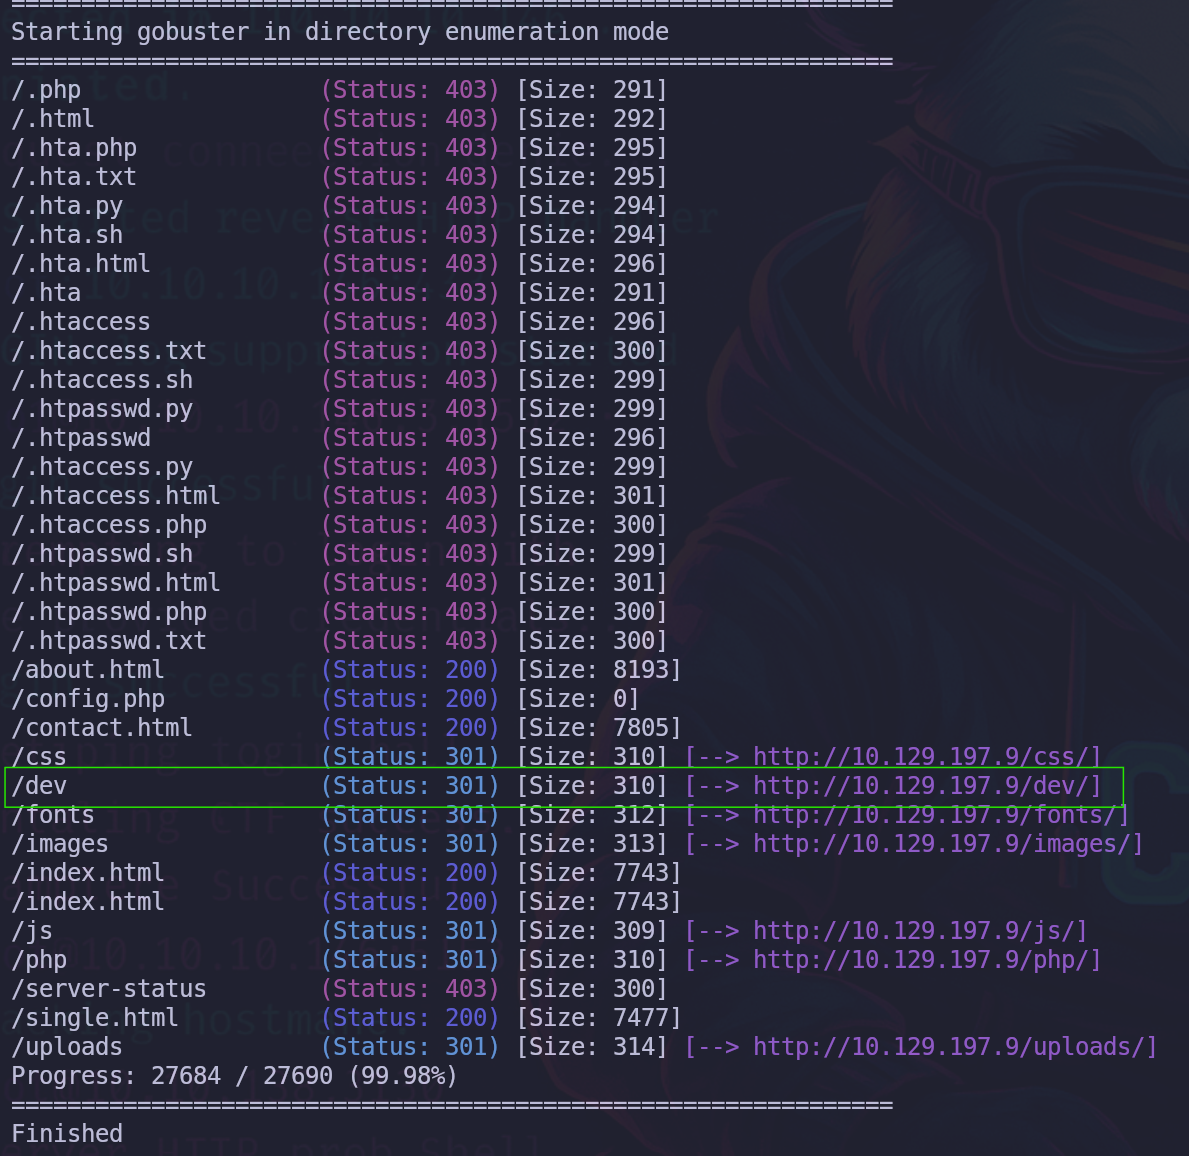 ===============================================================
Starting gobuster in directory enumeration mode
===============================================================
/.php                 (Status: 403) [Size: 291]
/.html                (Status: 403) [Size: 292]
/.hta.php             (Status: 403) [Size: 295]
/.hta.txt             (Status: 403) [Size: 295]
/.hta.py              (Status: 403) [Size: 294]
/.hta.sh              (Status: 403) [Size: 294]
/.hta.html            (Status: 403) [Size: 296]
/.hta                 (Status: 403) [Size: 291]
/.htaccess            (Status: 403) [Size: 296]
/.htaccess.txt        (Status: 403) [Size: 300]
/.htaccess.sh         (Status: 403) [Size: 299]
/.htpasswd.py         (Status: 403) [Size: 299]
/.htpasswd            (Status: 403) [Size: 296]
/.htaccess.py         (Status: 403) [Size: 299]
/.htaccess.html       (Status: 403) [Size: 301]
/.htaccess.php        (Status: 403) [Size: 300]
/.htpasswd.sh         (Status: 403) [Size: 299]
/.htpasswd.html       (Status: 403) [Size: 301]
/.htpasswd.php        (Status: 403) [Size: 300]
/.htpasswd.txt        (Status: 403) [Size: 300]
/about.html           (Status: 200) [Size: 8193]
/config.php           (Status: 200) [Size: 0]
/contact.html         (Status: 200) [Size: 7805]
/css                  (Status: 301) [Size: 310] [--> http://10.129.197.9/css/]
/dev                  (Status: 301) [Size: 310] [--> http://10.129.197.9/dev/]
/fonts                (Status: 301) [Size: 312] [--> http://10.129.197.9/fonts/]
/images               (Status: 301) [Size: 313] [--> http://10.129.197.9/images/]
/index.html           (Status: 200) [Size: 7743]
/index.html           (Status: 200) [Size: 7743]
/js                   (Status: 301) [Size: 309] [--> http://10.129.197.9/js/]
/php                  (Status: 301) [Size: 310] [--> http://10.129.197.9/php/]
/server-status        (Status: 403) [Size: 300]
/single.html          (Status: 200) [Size: 7477]
/uploads              (Status: 301) [Size: 314] [--> http://10.129.197.9/uploads/]
Progress: 27684 / 27690 (99.98%)
===============================================================
Finished